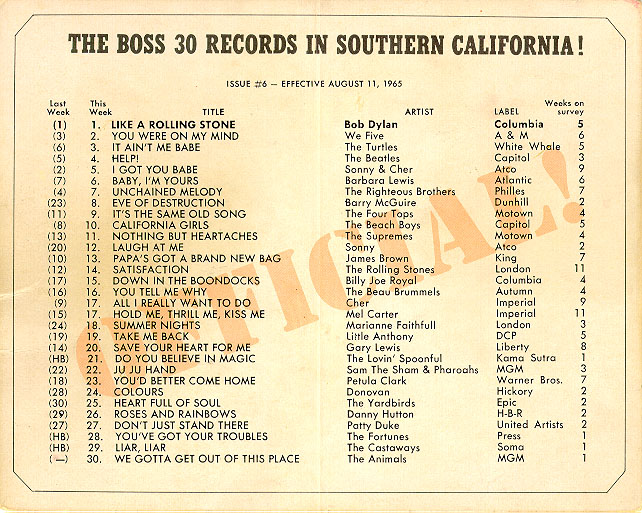 THE BOSS 30 RECORDS IN SOUTHERN CALIFORNIA!
ISSUE #6 — EFFECTIVE AUGUST 11, 1965
Last Week This Week TITLE ARTIST LABEL Weeks on survey
(1) 1. LIKE A ROLLING STONE Bob Dylan Columbia 5
(3) 2. YOU WERE ON MY MIND We Five A & M 6
(6) 3. IT AIN'T ME BABE The Turtles White Whale 5
(5) 4. HELP! The Beatles Capitol 3
(2) 5. I GOT YOU BABE Sonny & Cher Atco 9
(7) 6. BABY, I'M YOURS Barbara Lewis Atlantic 6
(4) 7. UNCHAINED MELODY The Righteous Brothers Philles 7
(23) 8. EVE OF DESTRUCTION Barry McGuire Dunhill 2
(11) 9. IT'S THE SAME OLD SONG The Four Tops Motown 4
(8) 10. CALIFORNIA GIRLS The Beach Boys Capitol 5
(13) 11. NOTHING BUT HEARTACHES The Supremes Motown 4
(20) 12. LAUGH AT ME Sonny Atco 2
(10) 13. PAPA'S GOT A BRAND NEW BAG James Brown King 7
(12) 14. SATISFACTION The Rolling Stones London 11
(17) 15. DOWN IN THE BOONDOCKS Billy Joe Royal Columbia 4
(16) 16. YOU TELL ME WHY The Beau Brummels Autumn 4
(9) 17. ALL I REALLY WANT TO DO Cher Imperial 9
(15) 17. HOLD ME, THRILL ME, KISS ME Mel Carter Imperial 11
(24) 18. SUMMER NIGHTS Marianne Faithfull London 3
(19) 19. TAKE ME BACK Little Anthony DCP 5
(14) 20. SAVE YOUR HEART FOR ME Gary Lewis Liberty 8
(HB) 21. DO YOU BELIEVE IN MAGIC The Lovin' Spoonful Kama Sutra 1
(22) 22. JU JU HAND Sam The Sham & Pharoahs MGM 3
(18) 23. YOU'D BETTER COME HOME Petula Clark Warner Bros. 7
(28) 24. COLOURS Donovan Hickory 2
(30) 25. HEART FULL OF SOUL The Yardbirds Epic 2
(29) 26. ROSES AND RAINBOWS Danny Hutton H-B-R 2
(27) 27. DON'T JUST STAND THERE Patty Duke United Artists 2
(HB) 28. YOU'VE GOT YOUR TROUBLES The Fortunes Press 1
(HB) 29. LIAR, LIAR The Castaways Soma 1
(—) 30. WE GOTTA GET OUT OF THIS PLACE The Animals MGM 1
OFFICIAL!